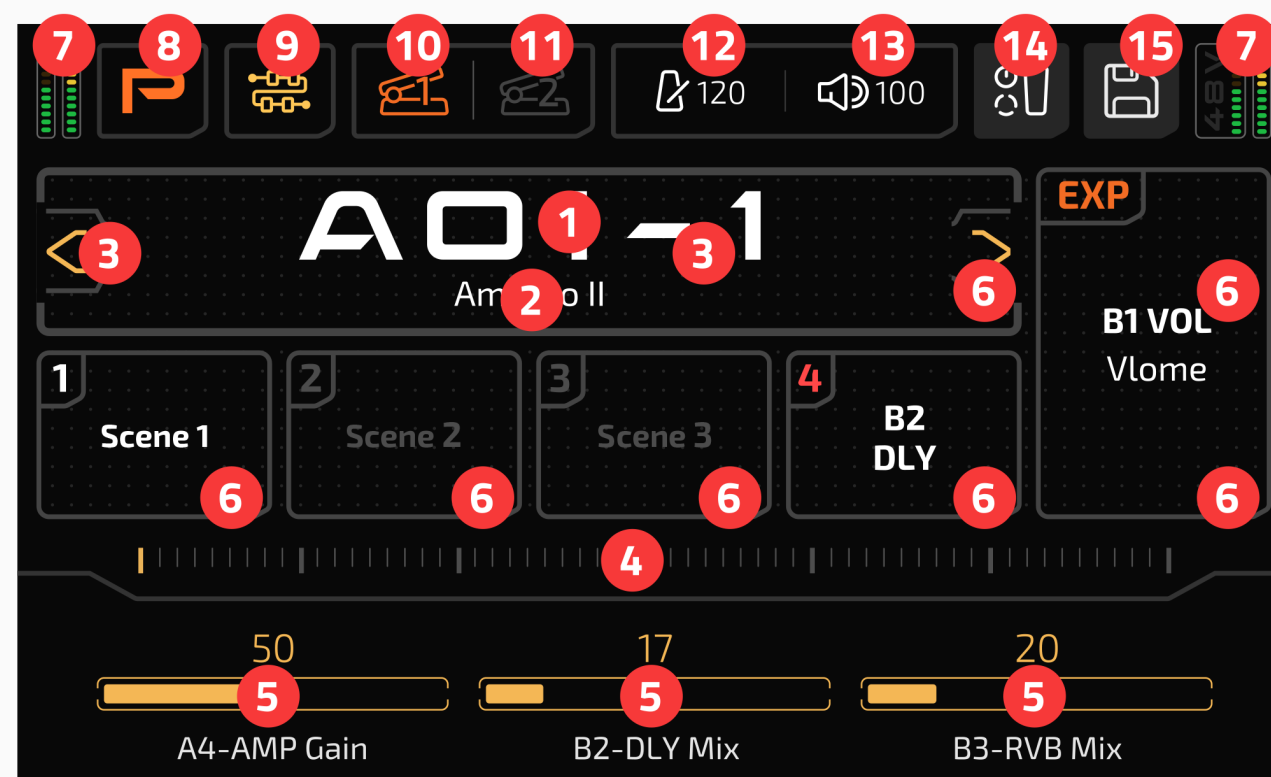 7 8 9 10 11 12 13 14 15 7
1 2 120 100 48V
A01-1
1 3
3
EXP
2
6 6
B1 VOL
Vlome
1 2 3 4
Scene 1 Scene 2 Scene 3 B2
DLY
6 6 6 6 6
4
50 17 20
5 5 5
A4-AMP Gain B2-DLY Mix B3-RVB Mix